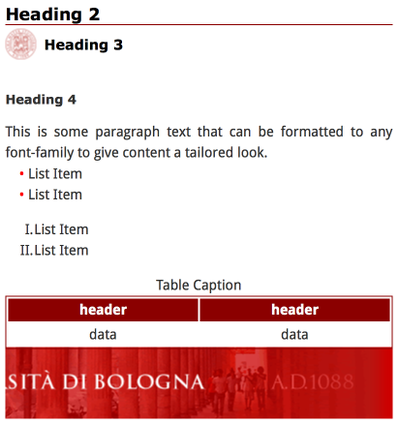 Heading 2
Heading 3
Heading 4
This is some paragraph text that can be formatted to any
font-family to give content a tailored look.
• List Item
• List Item
I. List Item
II. List Item
Table Caption
header header
data data
SITÀ DI BOLOGNA A.D.1088